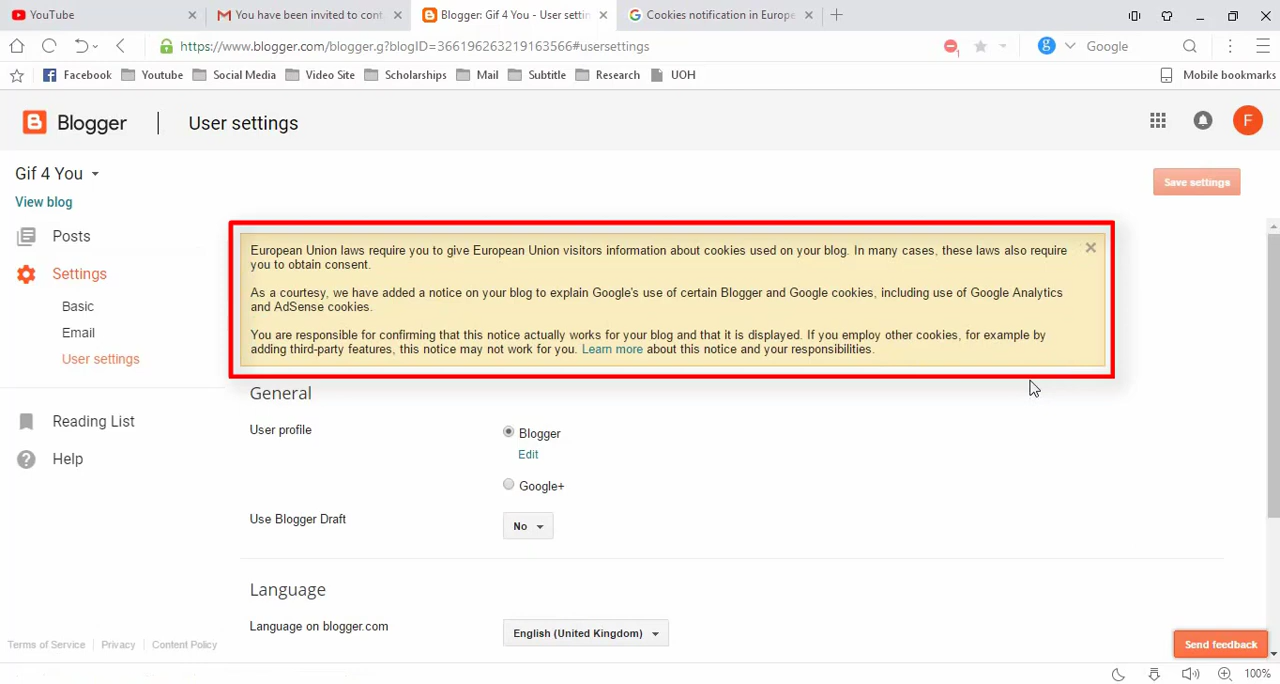 YouTube
You have been invited to cont
Blogger: Gif 4 You - User settin
Cookies notification in Europe
https://www.blogger.com/blogger.g?blogID=366196263219163566#usersettings
1
g
Google
Facebook
Youtube
Social Media
Video Site
Scholarships
Mail
Subtitle
Research
UOH
Mobile bookmarks
Blogger
User settings
F
Gif 4 You
Save settings
View blog
Posts
Settings
Basic
Email
User settings
Reading List
Help
European Union laws require you to give European Union visitors information about cookies used on your blog. In many cases, these laws also require
you to obtain consent.
As a courtesy, we have added a notice on your blog to explain Google's use of certain Blogger and Google cookies, including use of Google Analytics
and AdSense cookies.
You are responsible for confirming that this notice actually works for your blog and that it is displayed. If you employ other cookies, for example by
adding third-party features, this notice may not work for you. Learn more about this notice and your responsibilities.
General
User profile
Blogger
Edit
Google+
Use Blogger Draft
No
Language
Language on blogger.com
English (United Kingdom)
Terms of Service
Privacy
Content Policy
Send feedback
100%